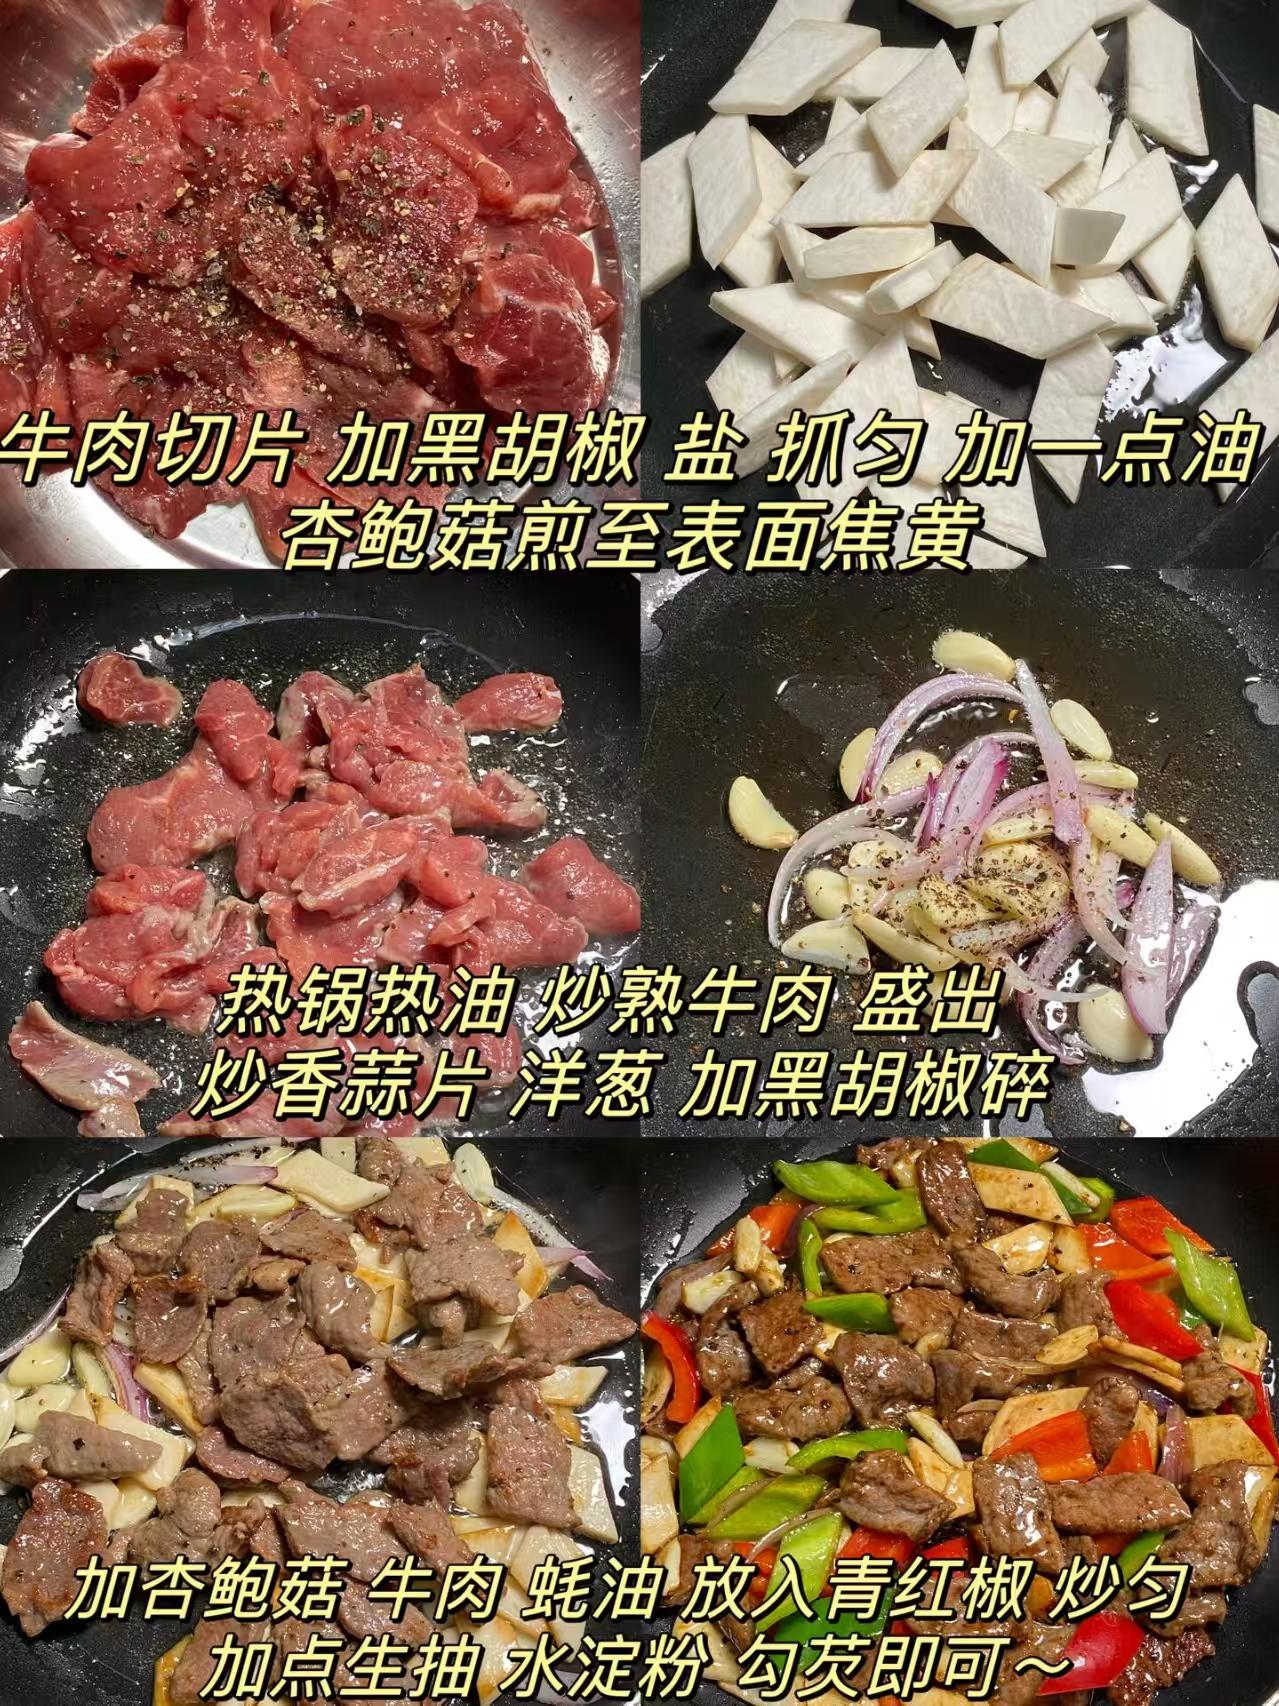 牛肉切片 加黑胡椒 盐 抓匀 加一点油
杏鲍菇煎至表面焦黄
热锅热油 炒熟牛肉 盛出
炒香蒜片 洋葱 加黑胡椒碎
加杏鲍菇 牛肉 蚝油 放入青红椒 炒匀
加点生抽 水淀粉 勾芡即可~